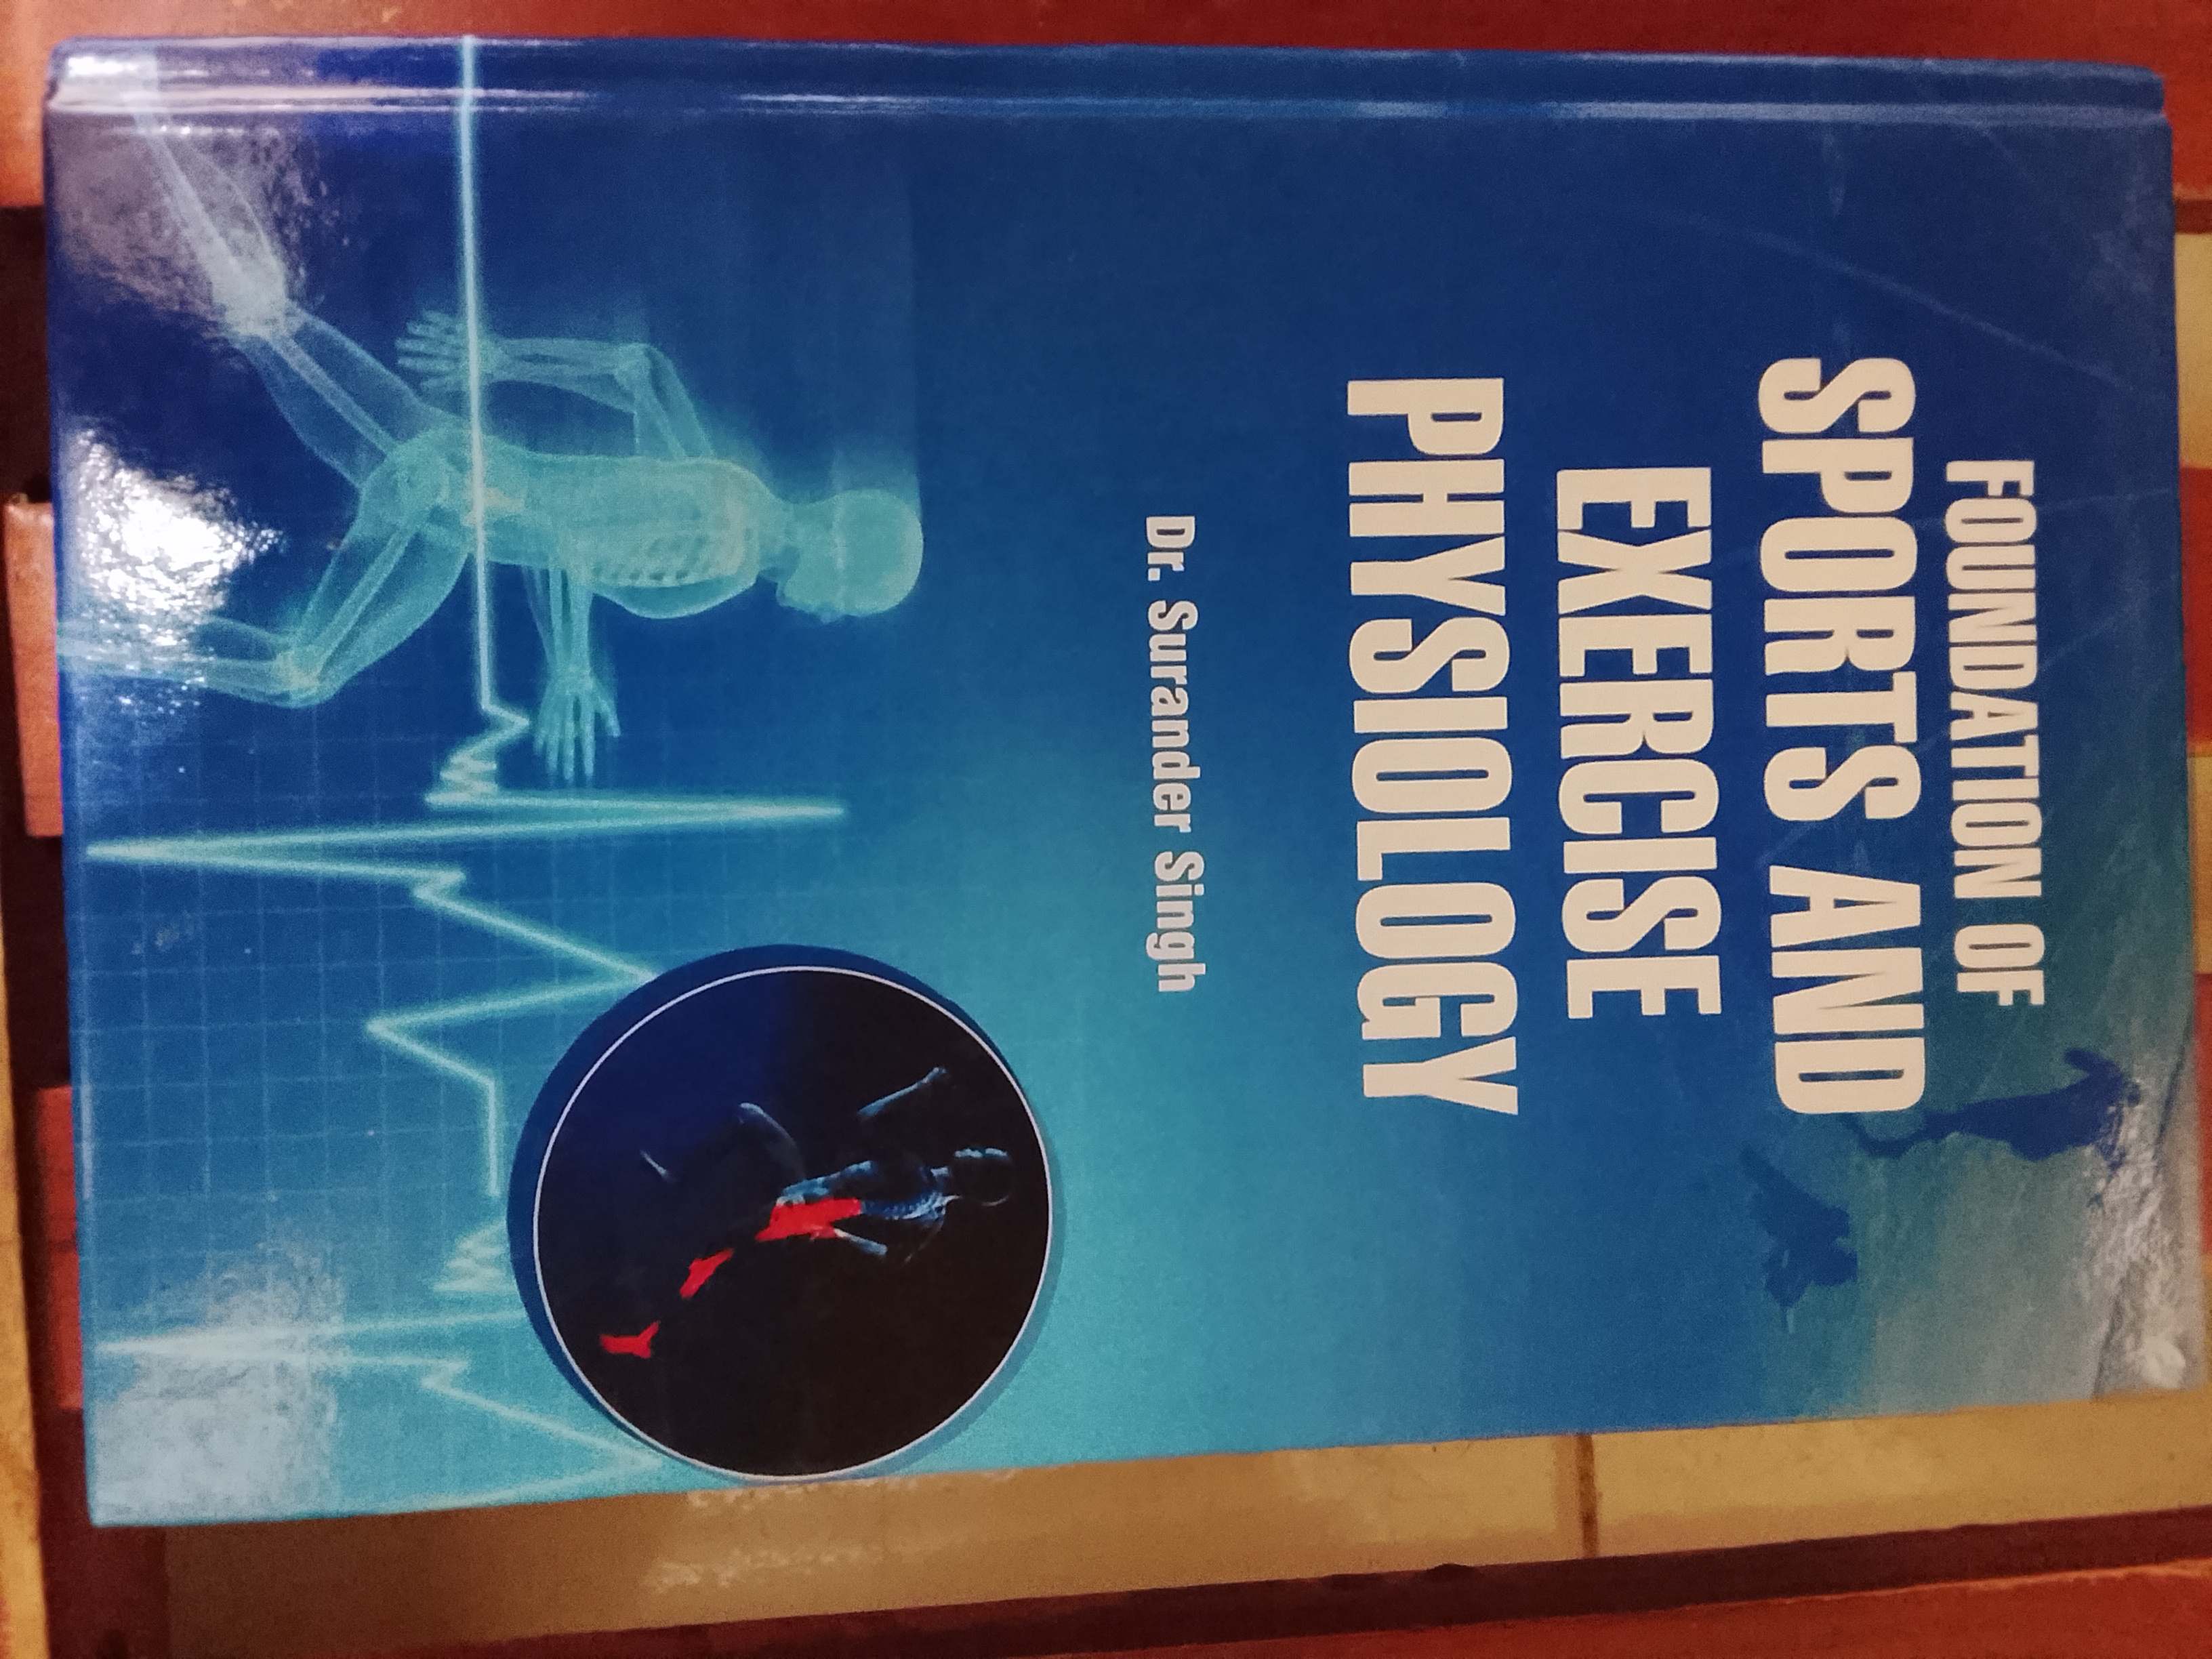 FOUNDATION OF
SPORTS AND
EXERCISE
PHYSIOLOGY
Dr. Surander Singh